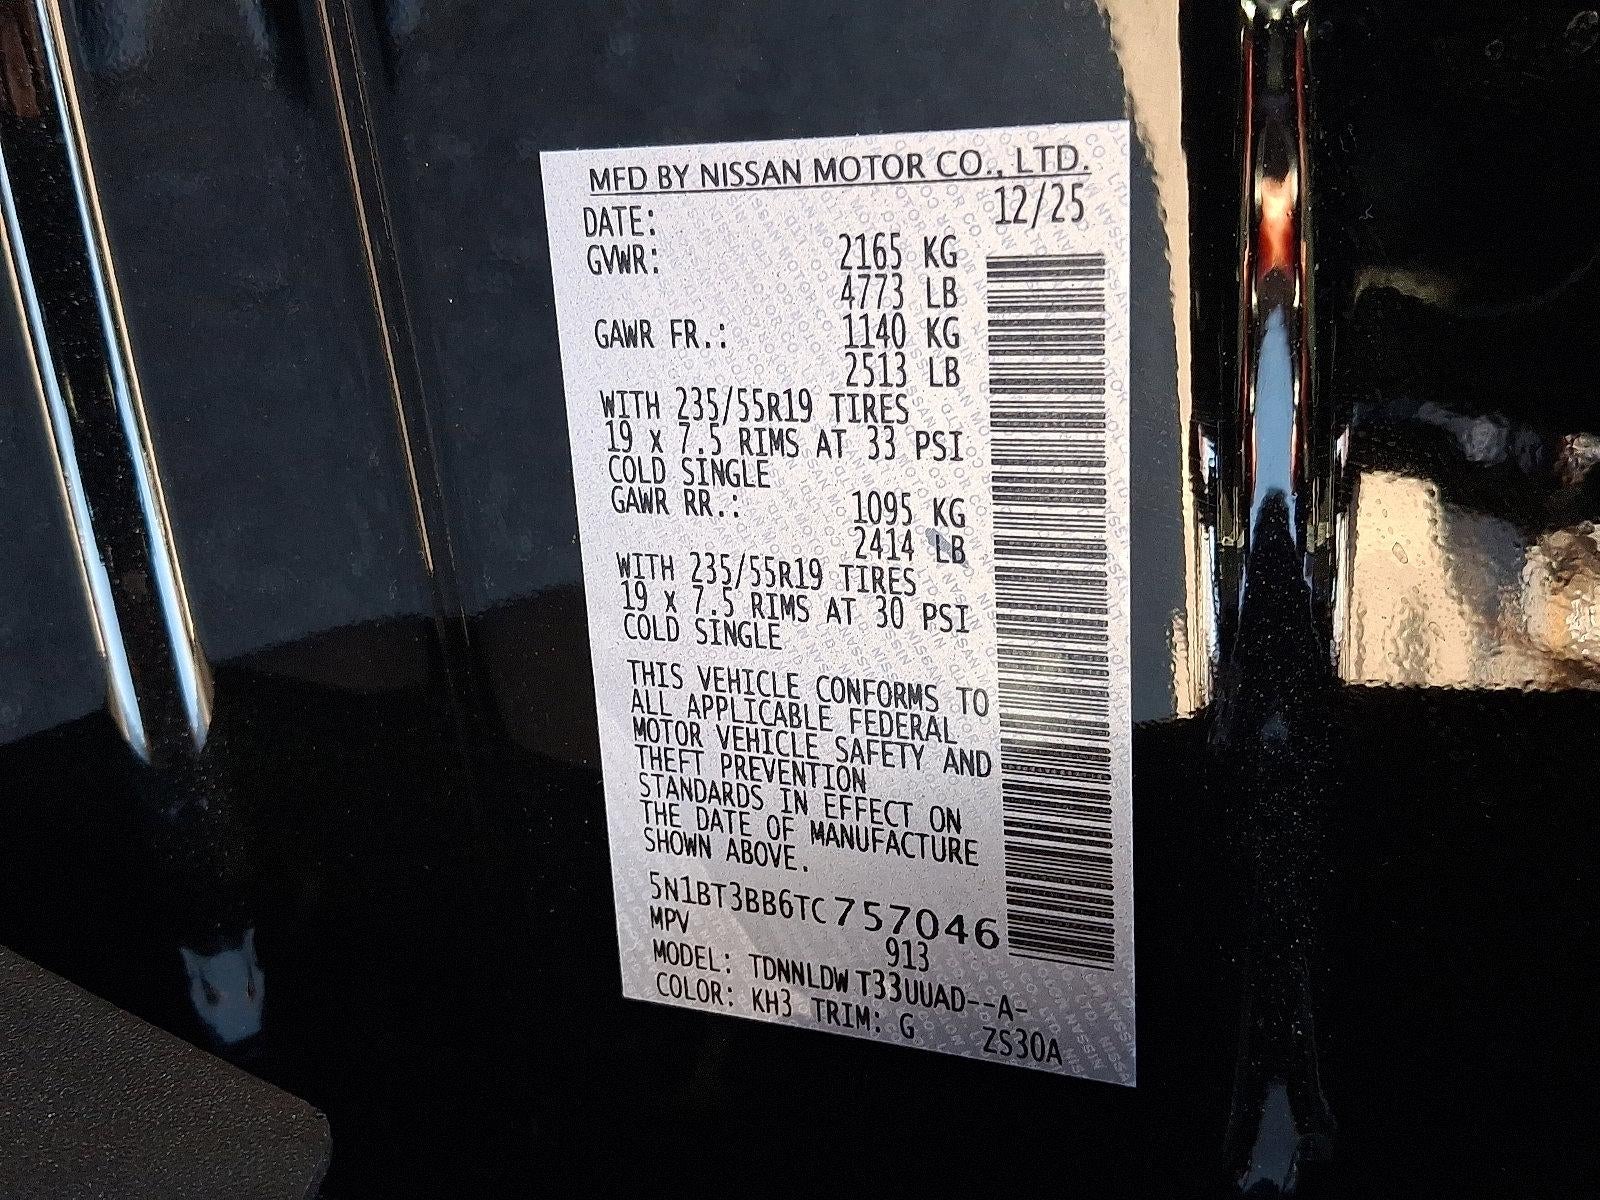 MFD BY NISSAN MOTOR CO., LTD.
DATE: 12/25
GVWR: 2165 KG
4773 LB
GAWR FR.: 1140 KG
2513 LB
WITH 235/55R19 TIRES
19 X 7.5 RIMS AT 33 PSI
COLD SINGLE
GAWR RR.: 1095 KG
2414 LB
WITH 235/55R19 TIRES
19 X 7.5 RIMS AT 30 PSI
COLD SINGLE
THIS VEHICLE CONFORMS TO
ALL APPLICABLE FEDERAL
MOTOR VEHICLE SAFETY AND
THEFT PREVENTION
STANDARDS IN EFFECT ON
THE DATE OF MANUFACTURE
SHOWN ABOVE.
5N1BT3BB6TC757046
MPV 913
MODEL: TDNNLDW T33UUAD--A-
COLOR: KH3 TRIM: G ZS30A